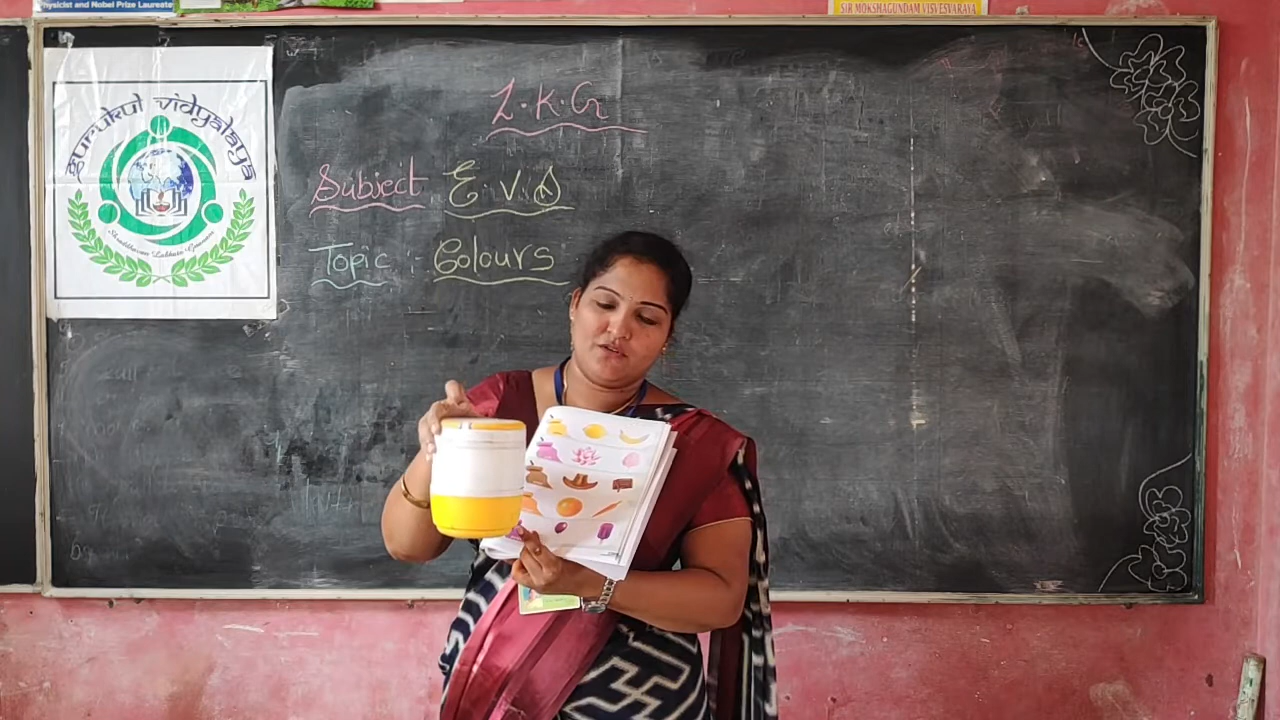 Physicist and Nobel Prize Laureate
SIR MOKSHAGUNDAM VISVESVARAYA
gurukul vidyalaya
L.K.G
Subject: E.V.S
Topic: Colours